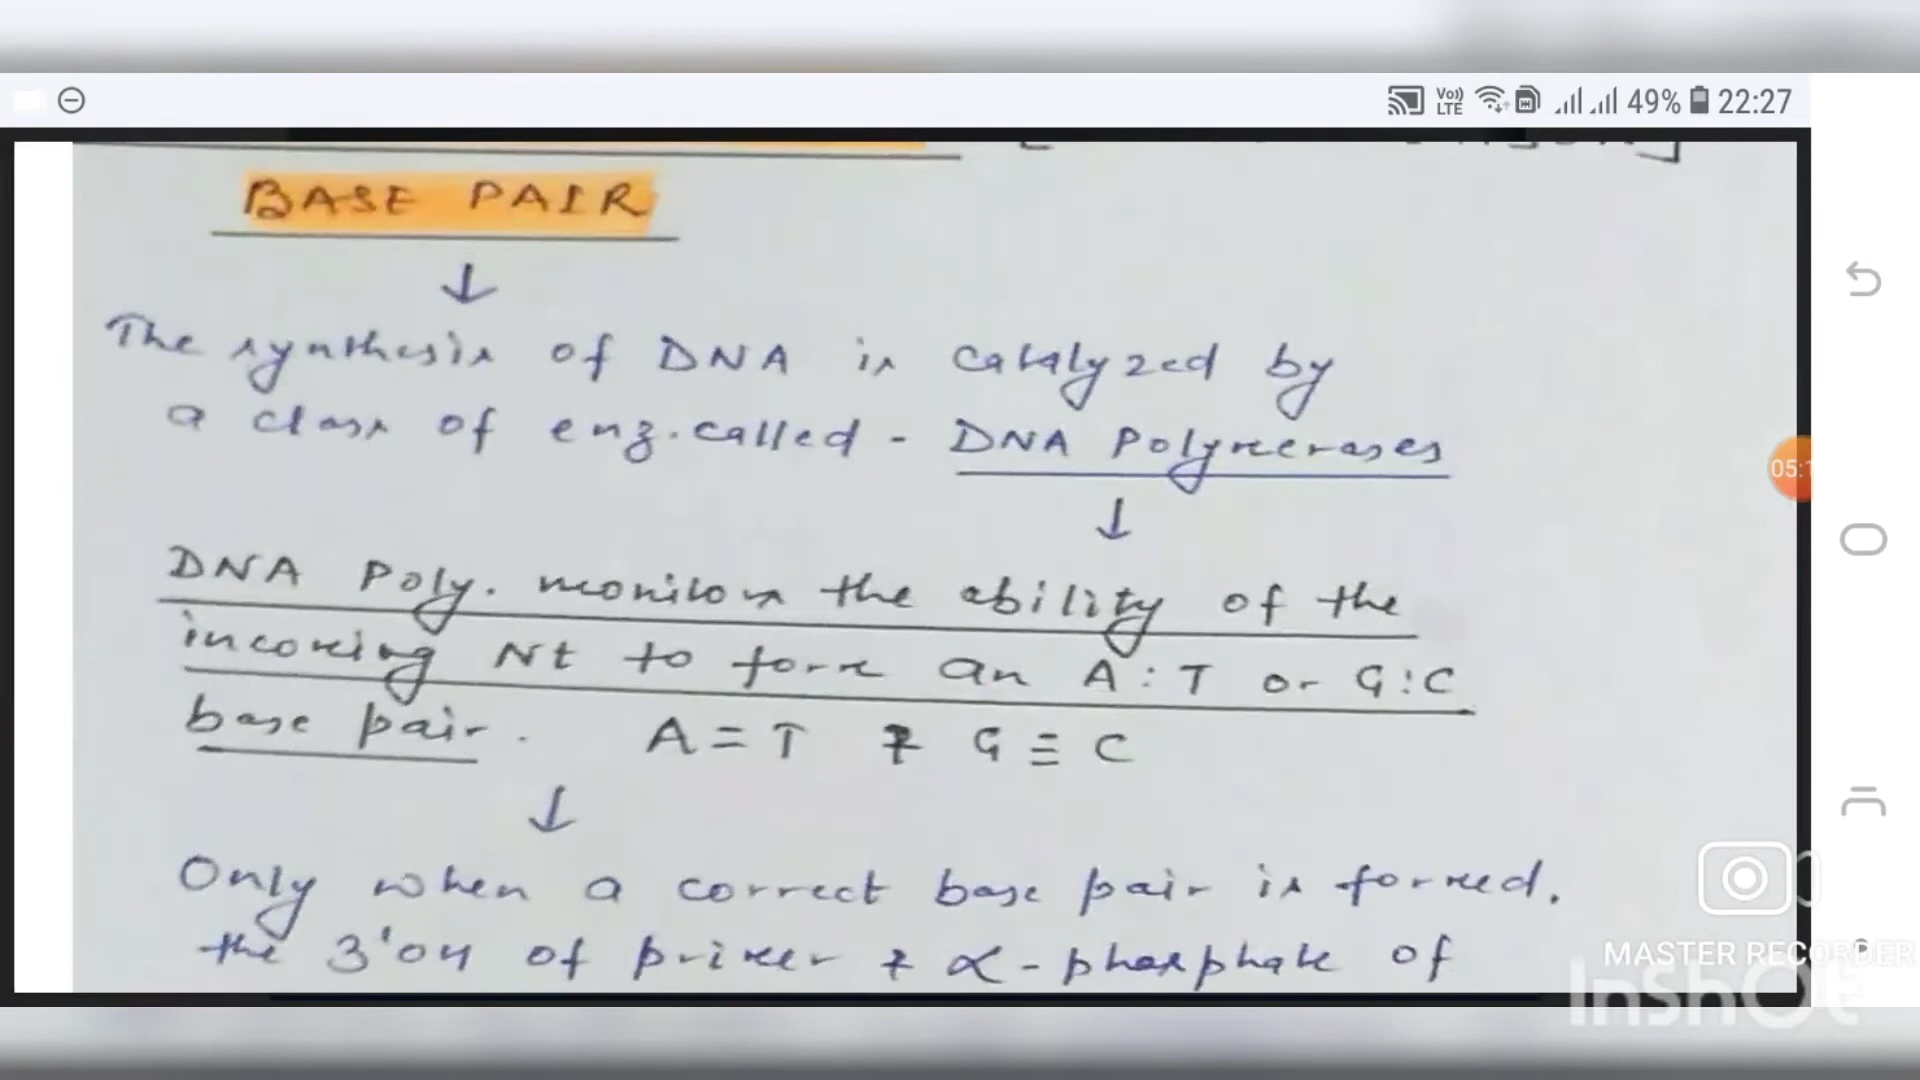 49% 22:27
BASE PAIR
↓
The synthesis of DNA is catalyzed by
a class of enz. called - DNA Polymerases
↓
DNA Poly. monitors the ability of the
incoming Nt to form an A:T or G:C
base pair. A=T & G≡C
↓
Only when a correct base pair is formed.
the 3'OH of primer & α-phosphate of
05:1
MASTER RECORDER
InShOt